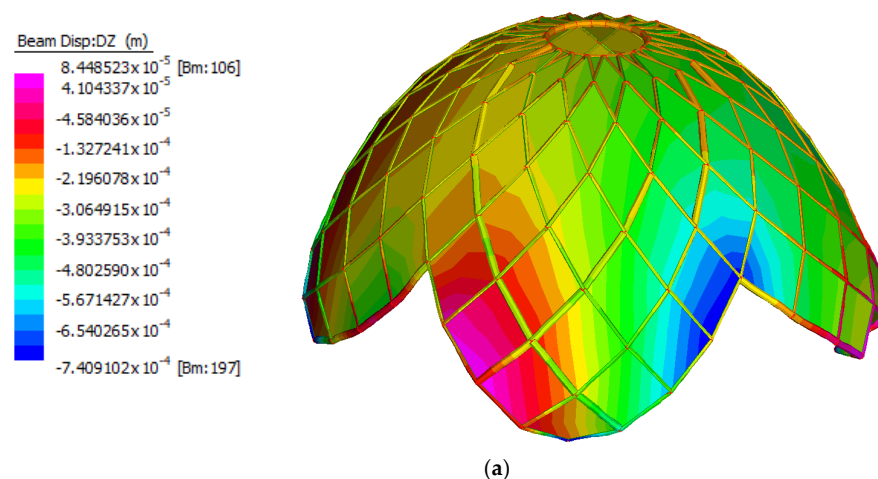 Beam Disp:DZ (m)
8.448523x10⁻⁵ [Bm:106]
4.104337x10⁻⁵
-4.584036x10⁻⁵
-1.327241x10⁻⁴
-2.196078x10⁻⁴
-3.064915x10⁻⁴
-3.933753x10⁻⁴
-4.802590x10⁻⁴
-5.671427x10⁻⁴
-6.540265x10⁻⁴
-7.409102x10⁻⁴ [Bm:197]
(a)